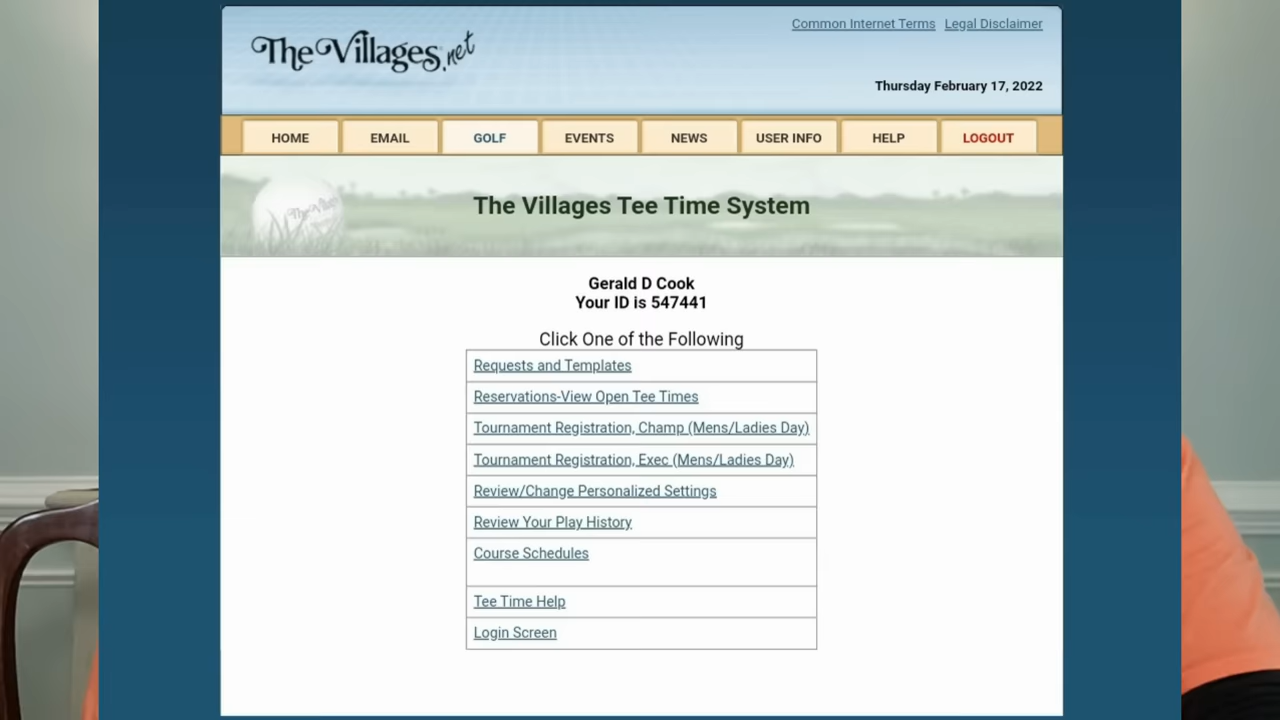 Common Internet Terms Legal Disclaimer
The Villages.net
Thursday February 17, 2022
HOME EMAIL GOLF EVENTS NEWS USER INFO HELP LOGOUT
The Villages Tee Time System
Gerald D Cook
Your ID is 547441
Click One of the Following
Requests and Templates
Reservations-View Open Tee Times
Tournament Registration, Champ (Mens/Ladies Day)
Tournament Registration, Exec (Mens/Ladies Day)
Review/Change Personalized Settings
Review Your Play History
Course Schedules
Tee Time Help
Login Screen